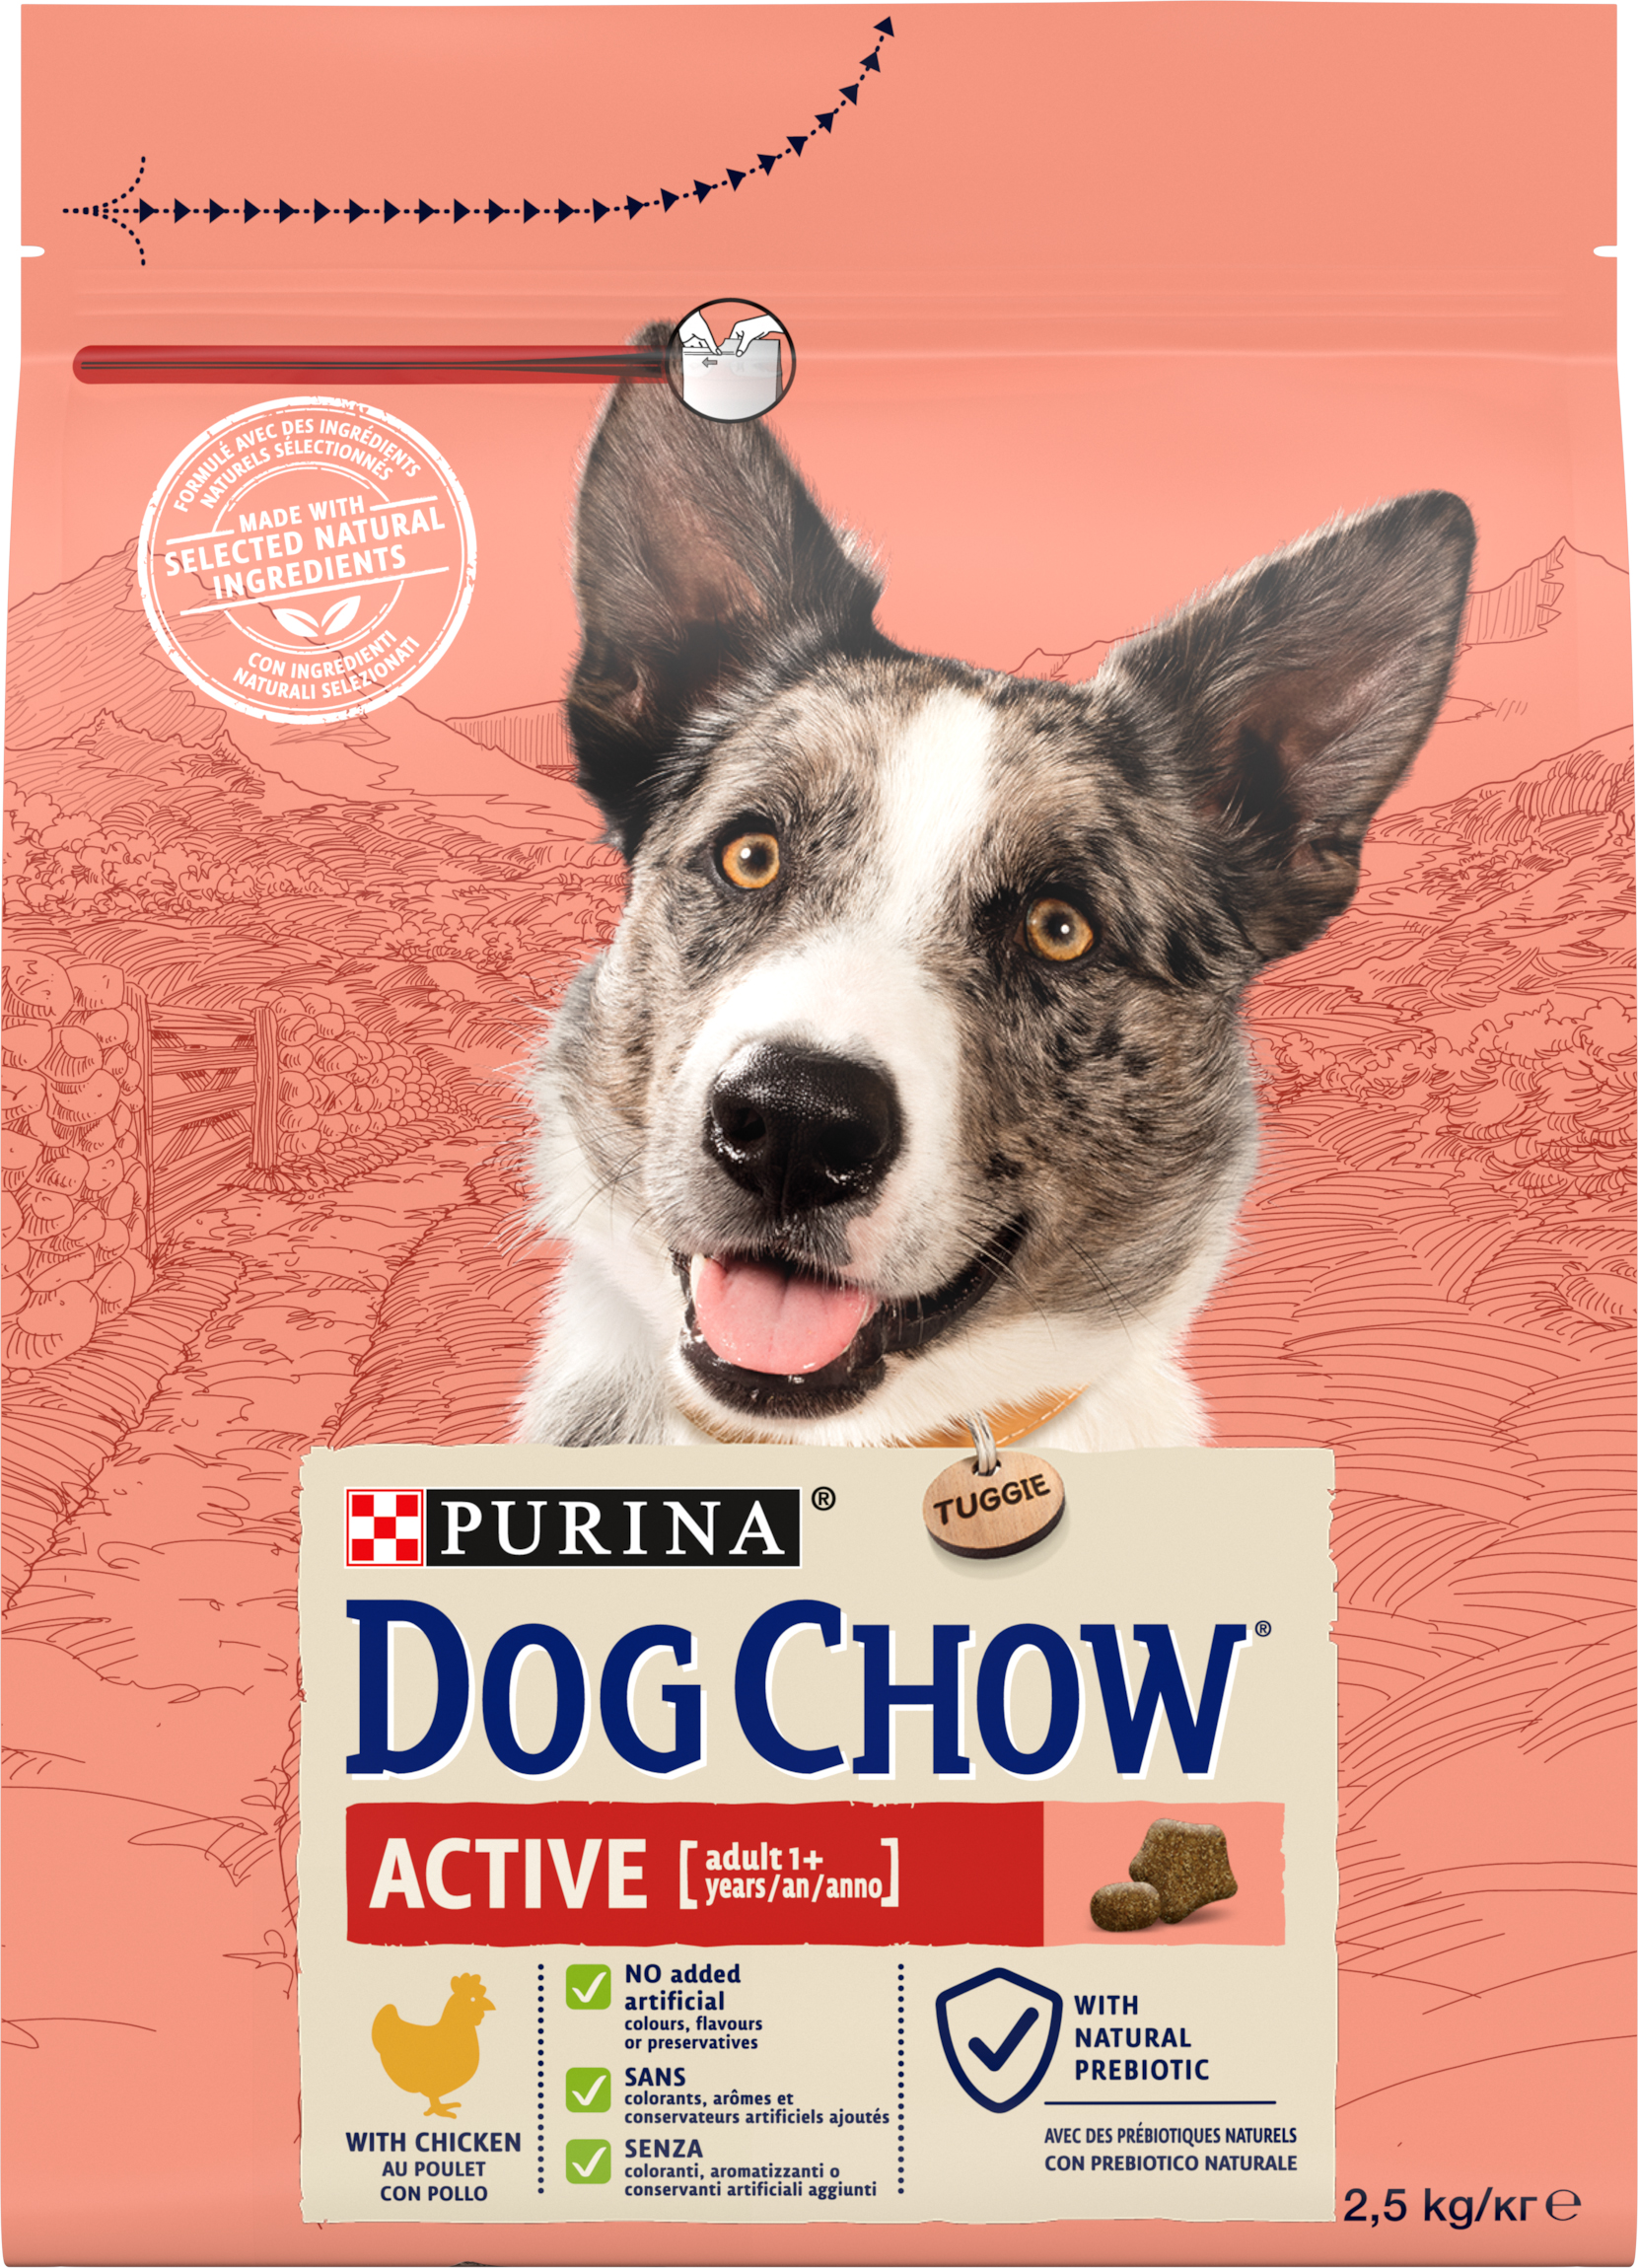 FORMULÉ AVEC DES INGRÉDIENTS
NATURELS SÉLECTIONNÉS
MADE WITH
SELECTED NATURAL
INGREDIENTS
CON INGREDIENTI
NATURALI SELEZIONATI
PURINA®
TUGGIE
DOG CHOW®
ACTIVE [adult 1+
years/an/anno]
WITH CHICKEN
AU POULET
CON POLLO
NO added
artificial
colours, flavours
or preservatives
SANS
colorants, arômes et
conservateurs artificiels ajoutés
SENZA
coloranti, aromatizzanti o
conservanti artificiali aggiunti
WITH
NATURAL
PREBIOTIC
AVEC DES PRÉBIOTIQUES NATURELS
CON PREBIOTICO NATURALE
2,5 kg/кг ℮